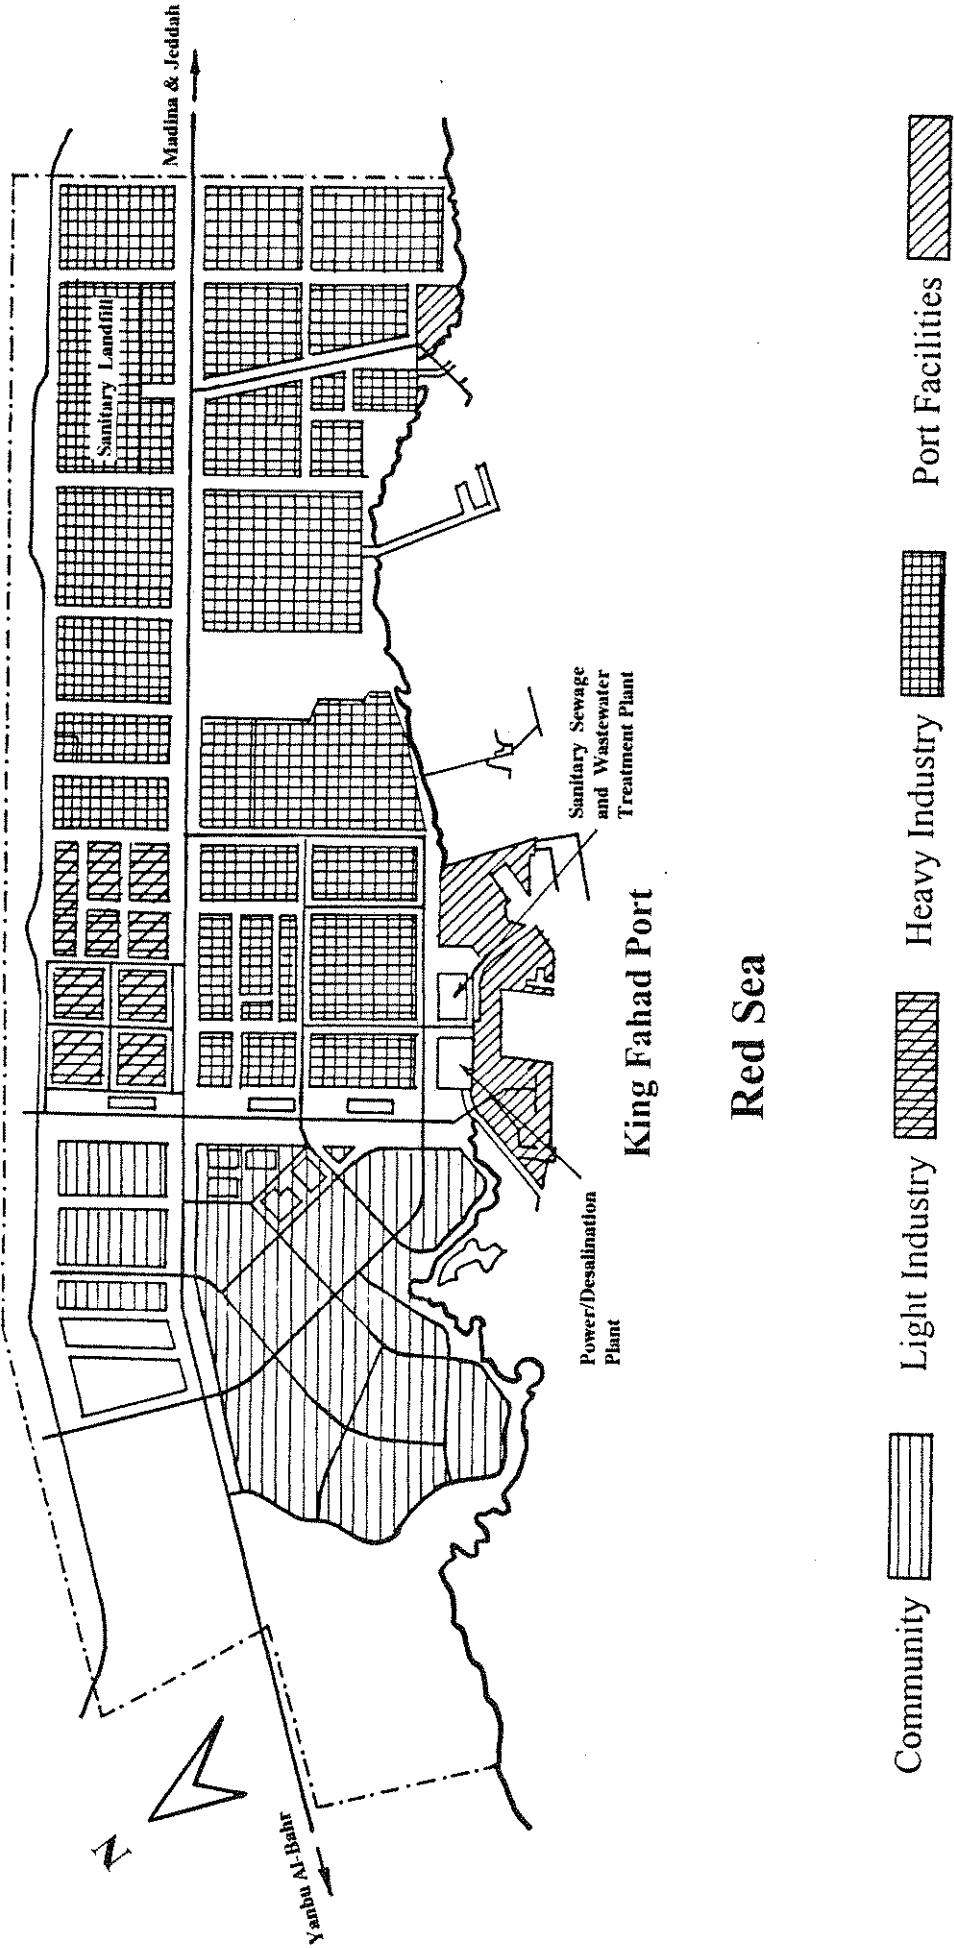 Madina & Jeddah
Sanitary Landfill
Sanitary Sewage
and Wastewater
Treatment Plant
King Fahad Port
Red Sea
Power/Desalination
Plant
N
Yanbu Al-Bahr
Community
Light Industry
Heavy Industry
Port Facilities